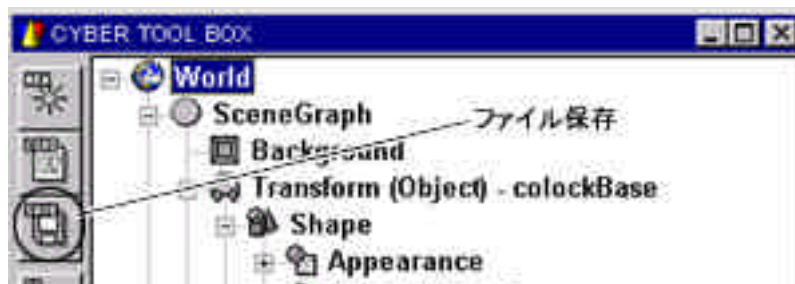 CYBER TOOL BOX
World
SceneGraph
ファイル保存
Background
Transform (Object) - colockBase
Shape
Appearance